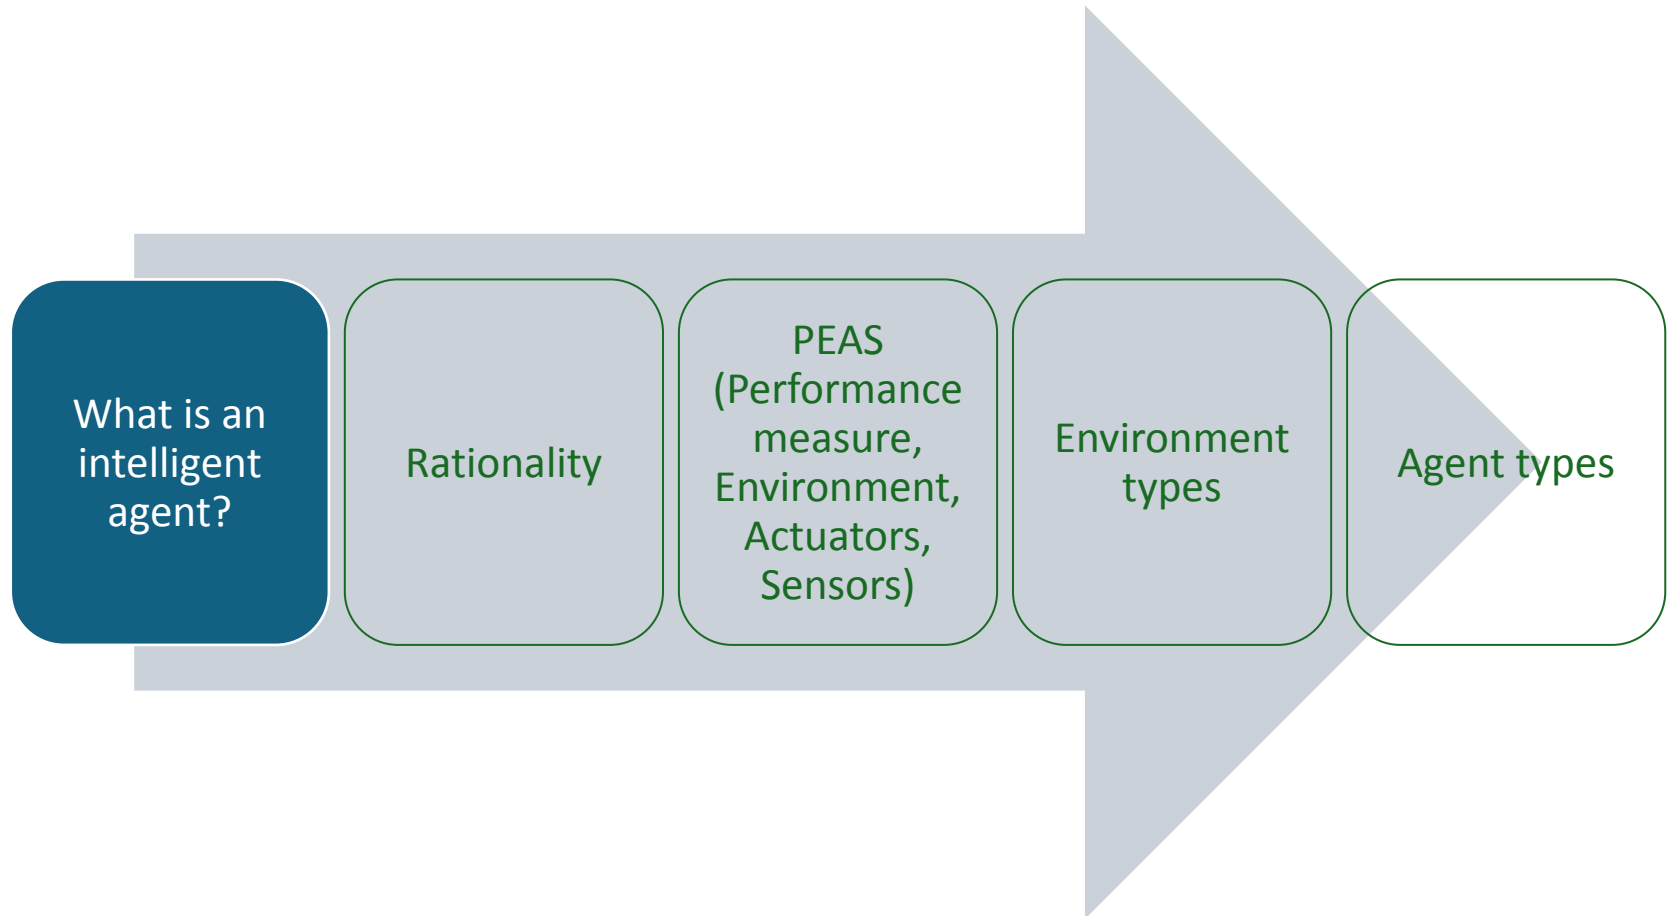 What is an
intelligent
agent?
Rationality
PEAS
(Performance
measure,
Environment,
Actuators,
Sensors)
Environment
types
Agent types